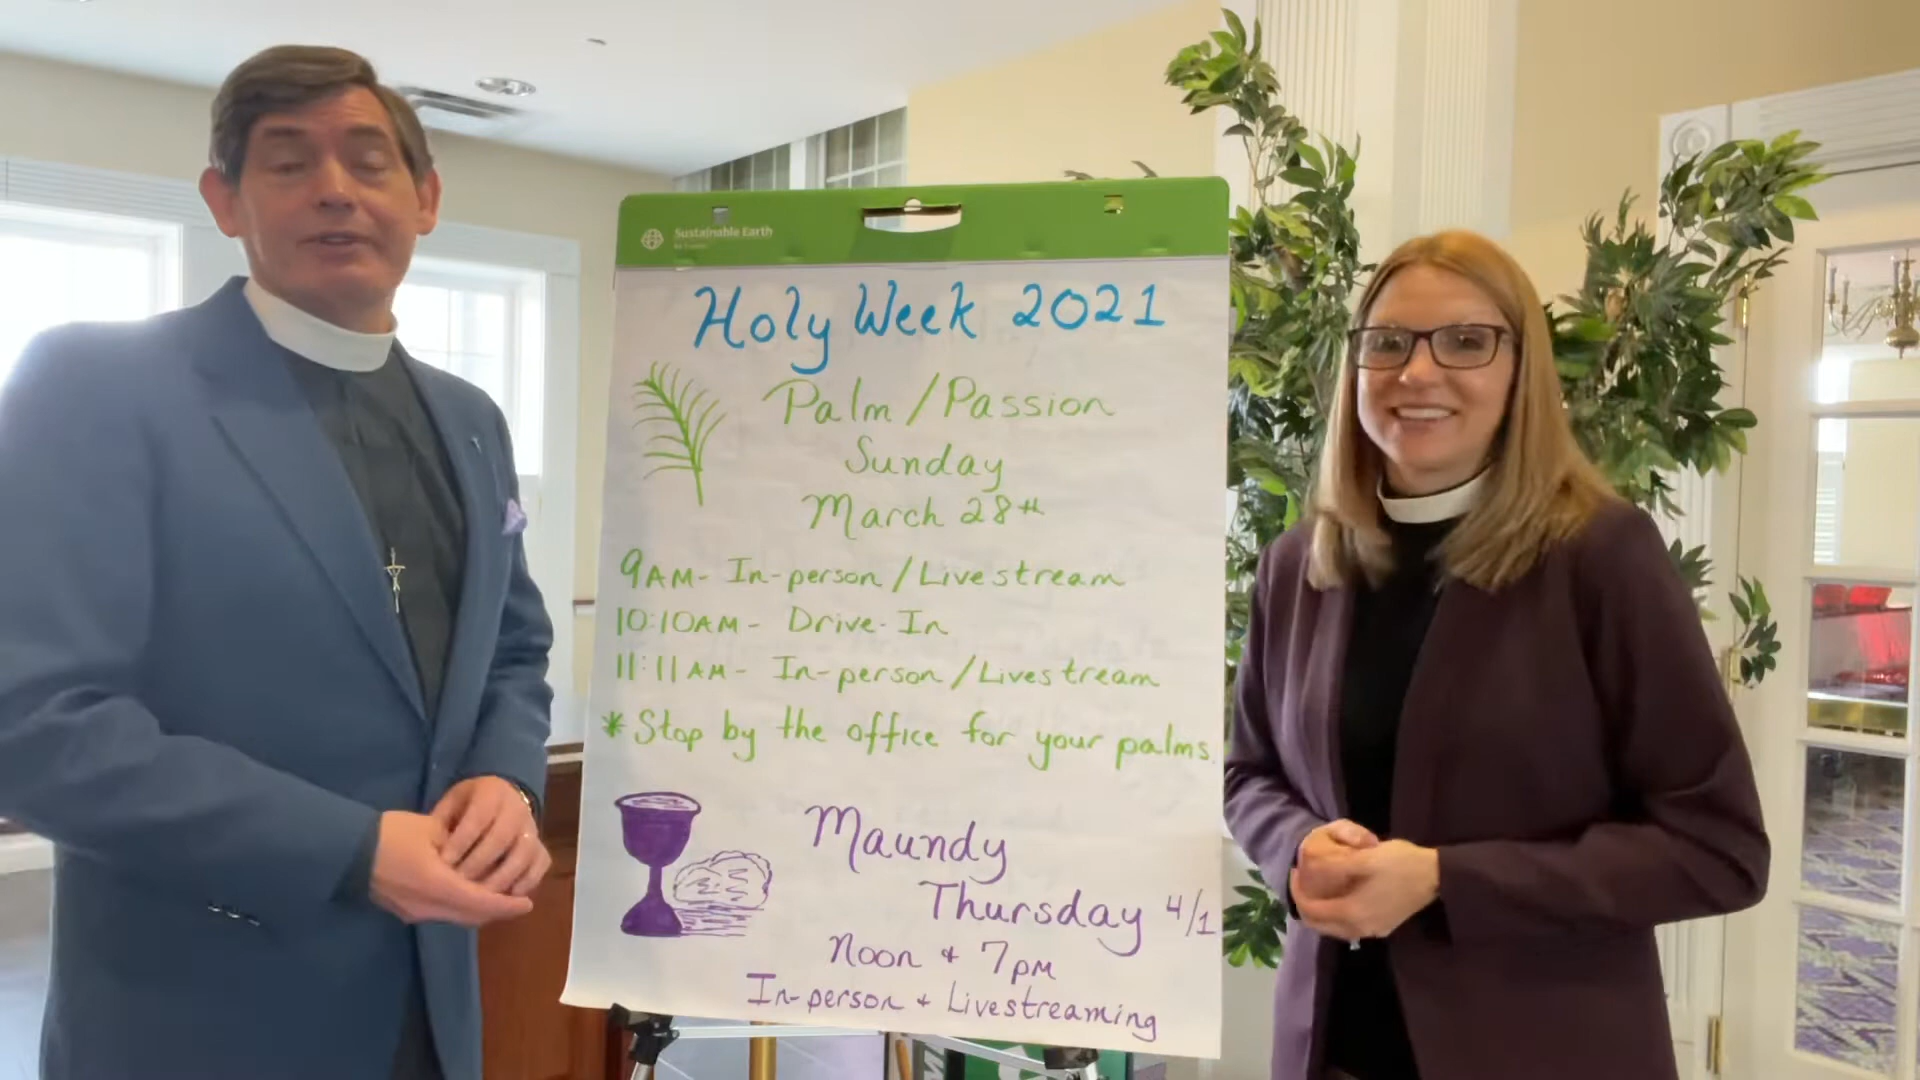 Sustainable Earth
Holy Week 2021
Palm/Passion
Sunday
March 28th
9AM- In-person/Livestream
10:10AM- Drive-In
11:11AM- In-person/Livestream
*Stop by the office for your palms.
Maundy
Thursday 4/1
Noon + 7pm
In-person + Livestreaming